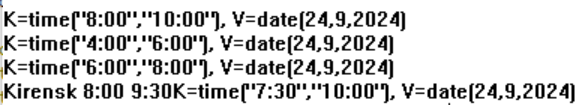 K=time("8:00","10:00"), V=date(24,9,2024)
K=time("4:00","6:00"), V=date(24,9,2024)
K=time("6:00","8:00"), V=date(24,9,2024)
Kirensk 8:00 9:30K=time("7:30","10:00"), V=date(24,9,2024)